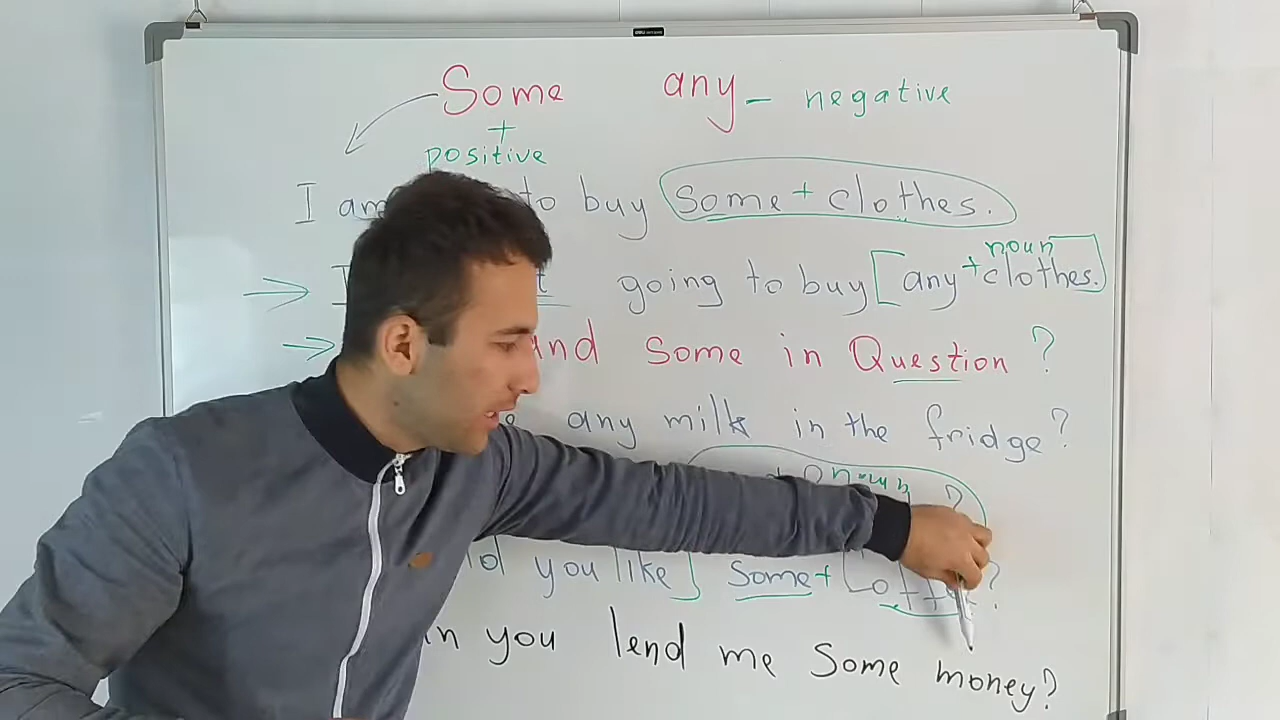 Some any - negative
+
positive
I am to buy some + clothes.
noun
going to buy [any + clothes.]
and some in Question ?
any milk in the fridge?
+ noun ?
you like] some +
you lend me some money?